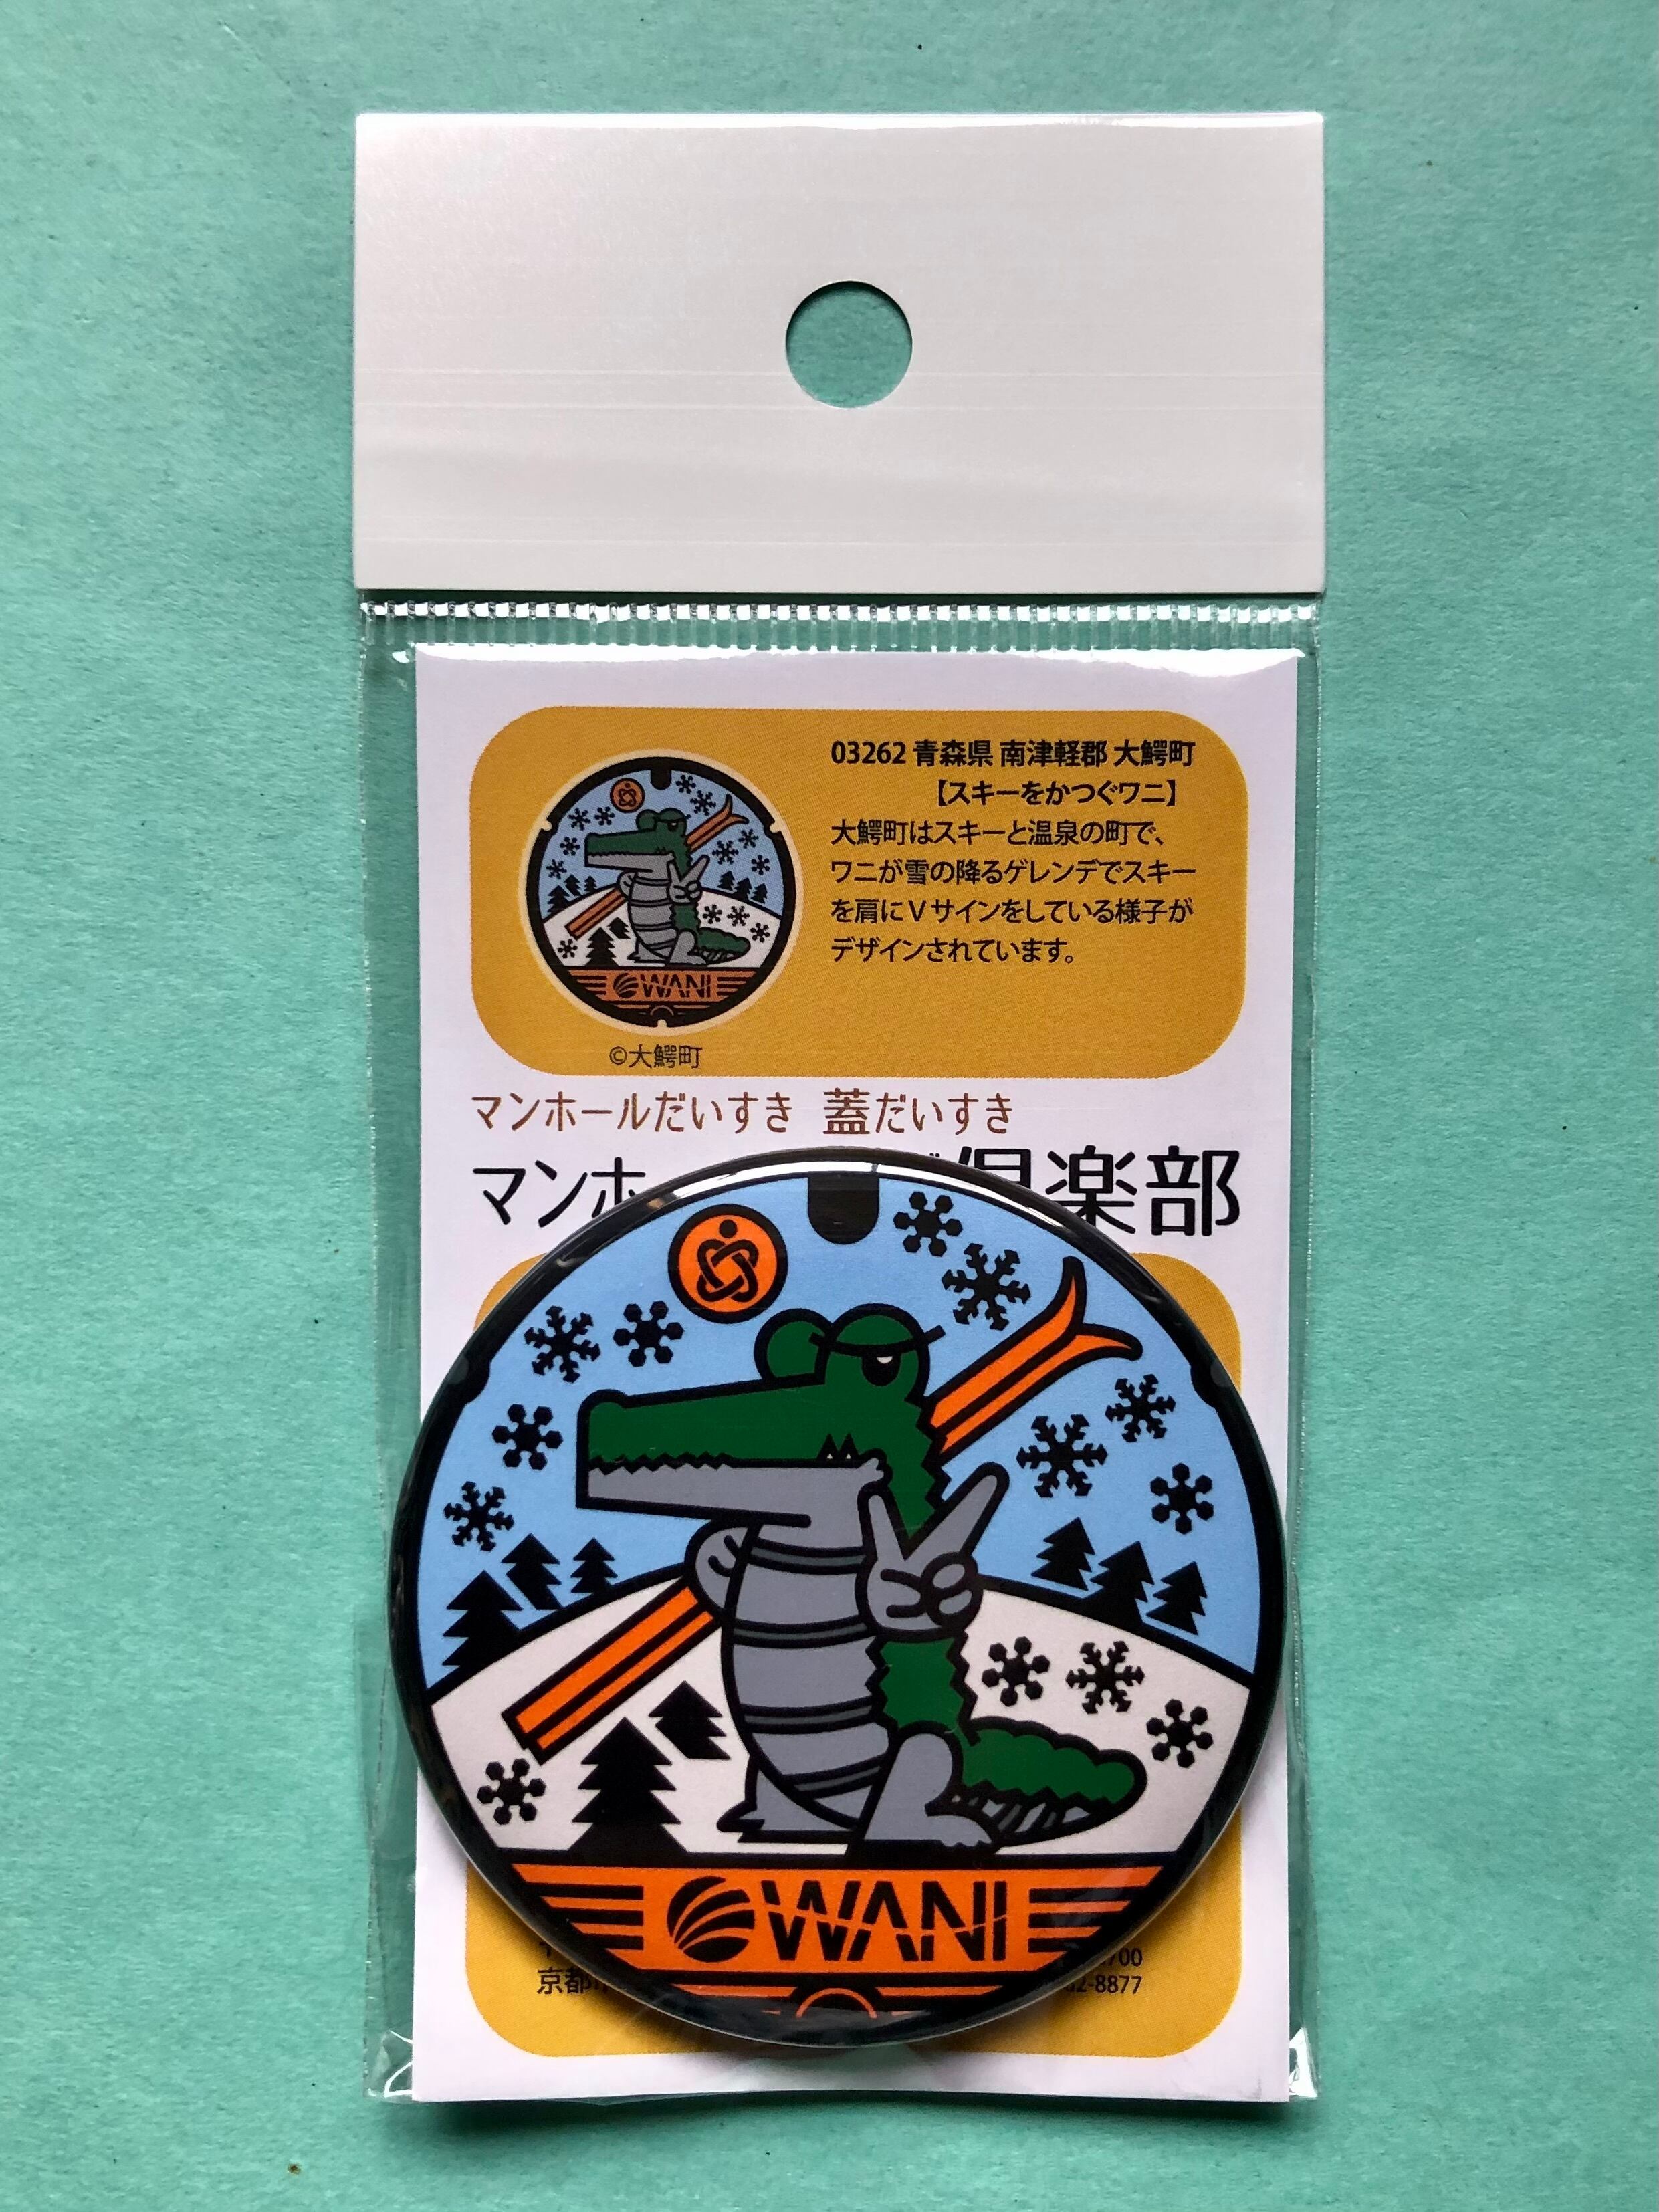 03262 青森県 南津軽郡 大鰐町
【スキーをかつぐワニ】
大鰐町はスキーと温泉の町で、
ワニが雪の降るゲレンデでスキー
を肩にVサインをしている様子が
デザインされています。
OWANI
©大鰐町
マンホールだいすき 蓋だいすき
マンホ 倶楽部
OWANI
700
京都 2-8877